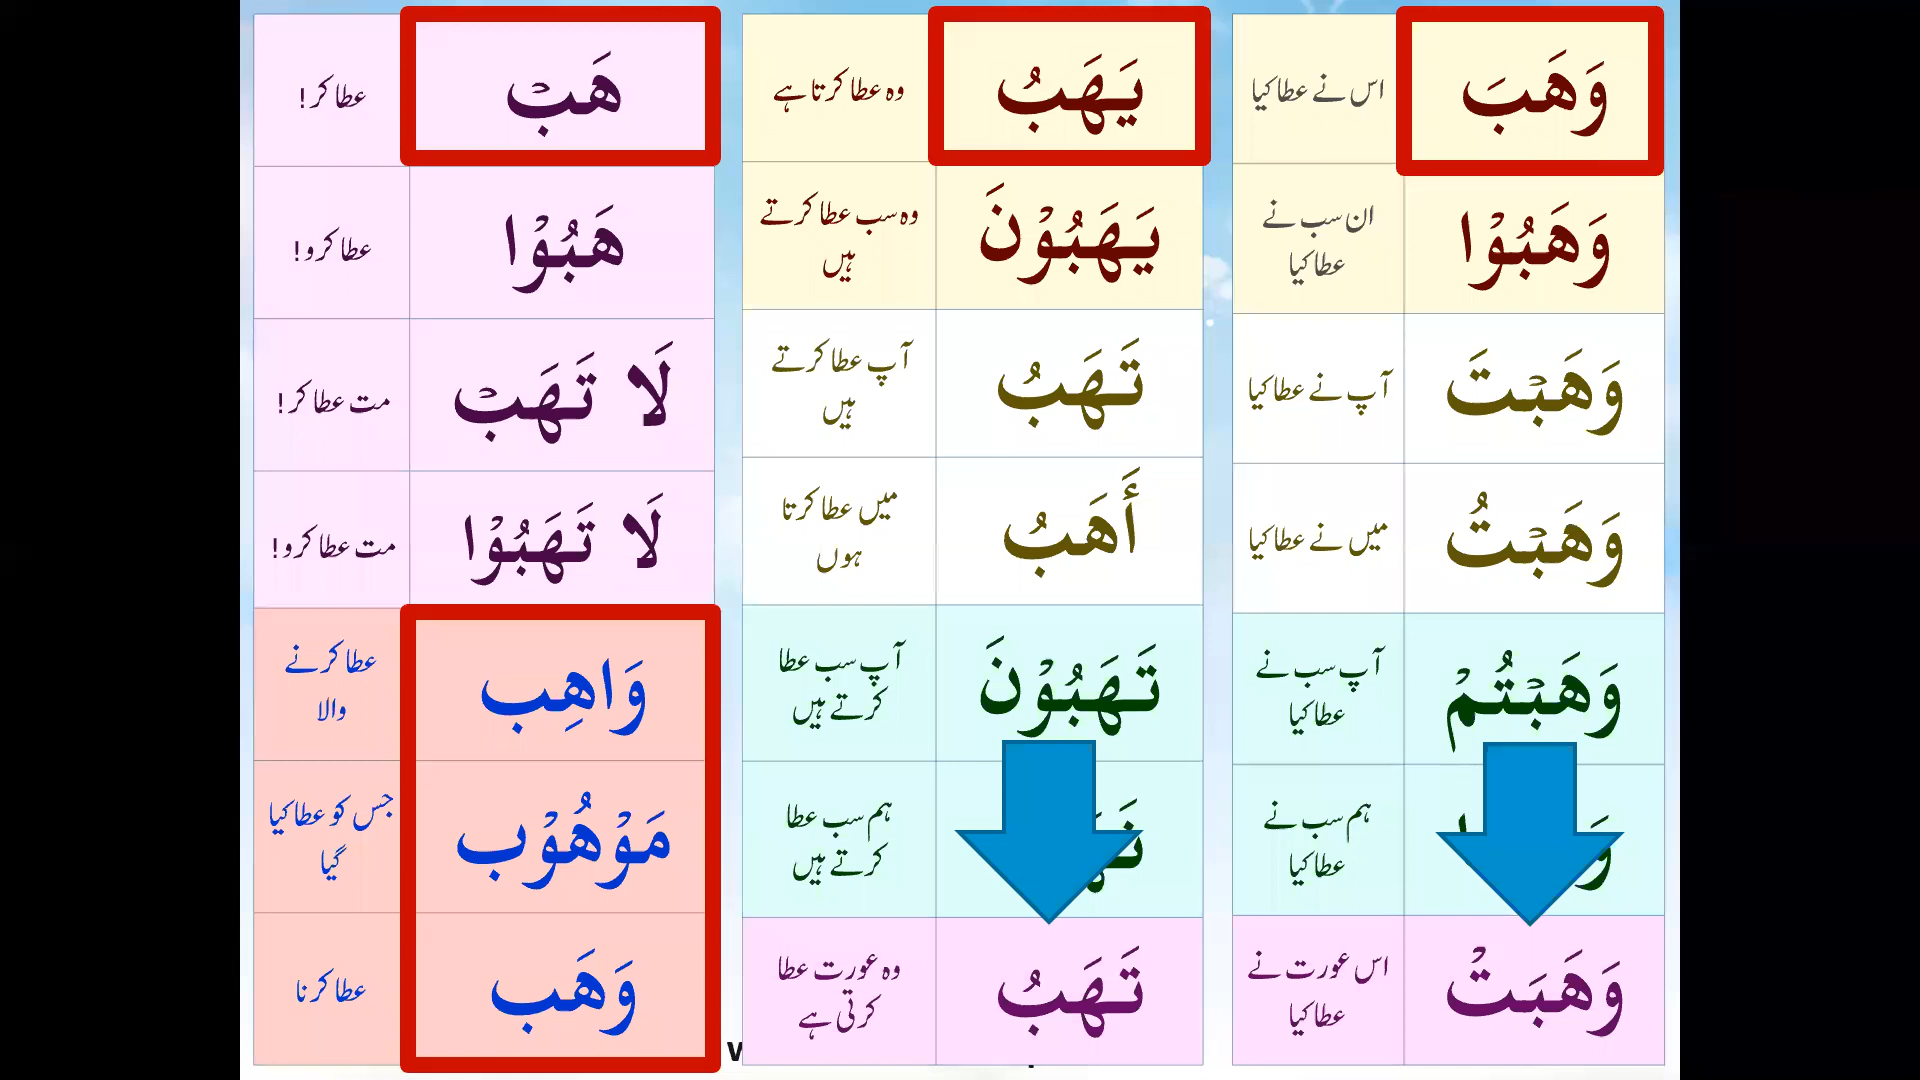 وَهَبَ
اس نے عطا کیا
وَهَبُوْا
ان سب نے
عطا کیا
وَهَبْتَ
آپ نے عطا کیا
وَهَبْتُ
میں نے عطا کیا
وَهَبْتُمْ
آپ سب نے
عطا کیا
ہم سب نے
عطا کیا
وَهَبَتْ
اس عورت نے
عطا کیا
يَهَبُ
وہ عطا کرتا ہے
يَهَبُوْنَ
وہ سب عطا کرتے
ہیں
تَهَبُ
آپ عطا کرتے
ہیں
أَهَبُ
میں عطا کرتا
ہوں
تَهَبُوْنَ
آپ سب عطا
کرتے ہیں
ہم سب عطا
کرتے ہیں
تَهَبُ
وہ عورت عطا
کرتی ہے
هَبْ
عطا کر!
هَبُوْا
عطا کرو!
لَا تَهَبْ
مت عطا کر!
لَا تَهَبُوْا
مت عطا کرو!
وَاهِب
عطا کرنے
والا
مَوْهُوْب
جس کو عطا کیا
گیا
وَهَب
عطا کرنا